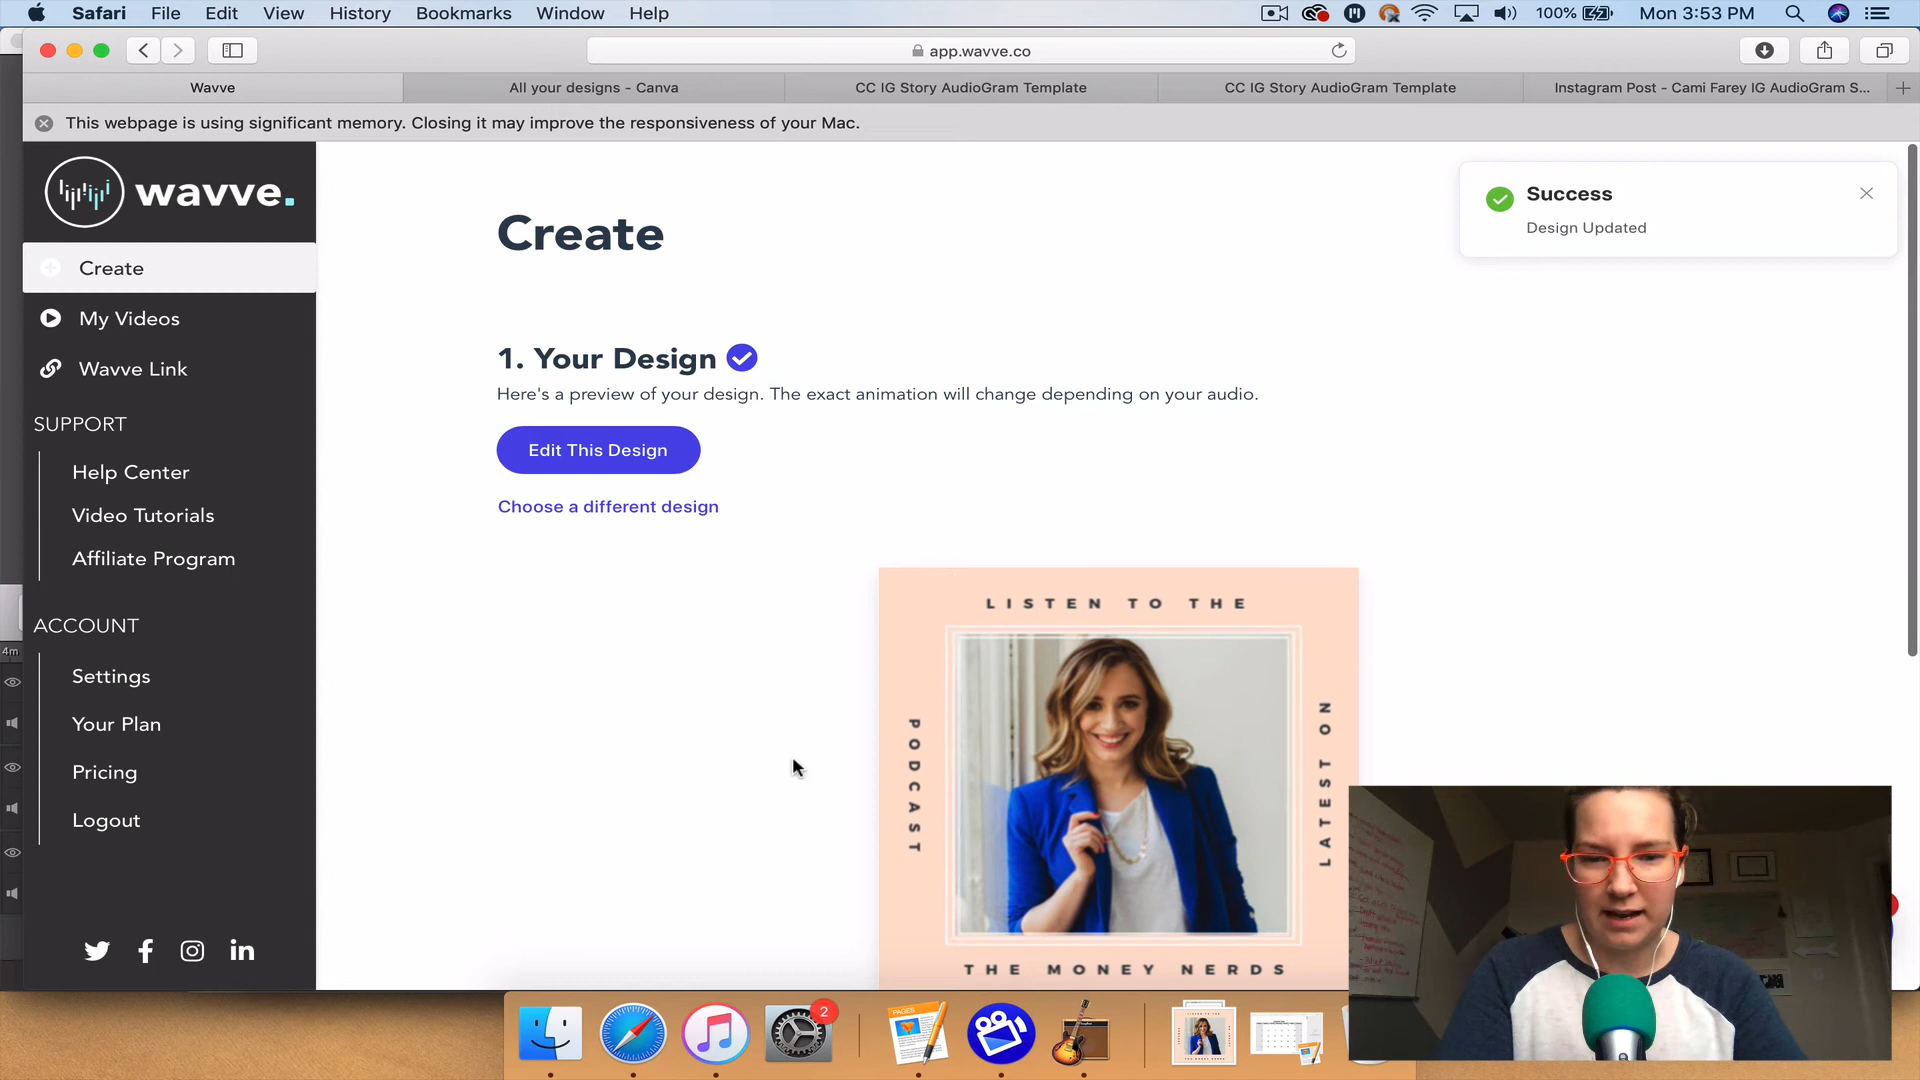 Safari File Edit View History Bookmarks Window Help 100% Mon 3:53 PM
app.wavve.co
Wavve
All your designs - Canva
CC IG Story AudioGram Template
CC IG Story AudioGram Template
Instagram Post - Cami Farey IG AudioGram S...
This webpage is using significant memory. Closing it may improve the responsiveness of your Mac.
wavve.
Create
My Videos
Wavve Link
SUPPORT
Help Center
Video Tutorials
Affiliate Program
ACCOUNT
Settings
Your Plan
Pricing
Logout
Create
1. Your Design
Here's a preview of your design. The exact animation will change depending on your audio.
Edit This Design
Choose a different design
Success
Design Updated
LISTEN TO THE
LATEST ON
THE MONEY NERDS
PODCAST
4m
2
PAGES